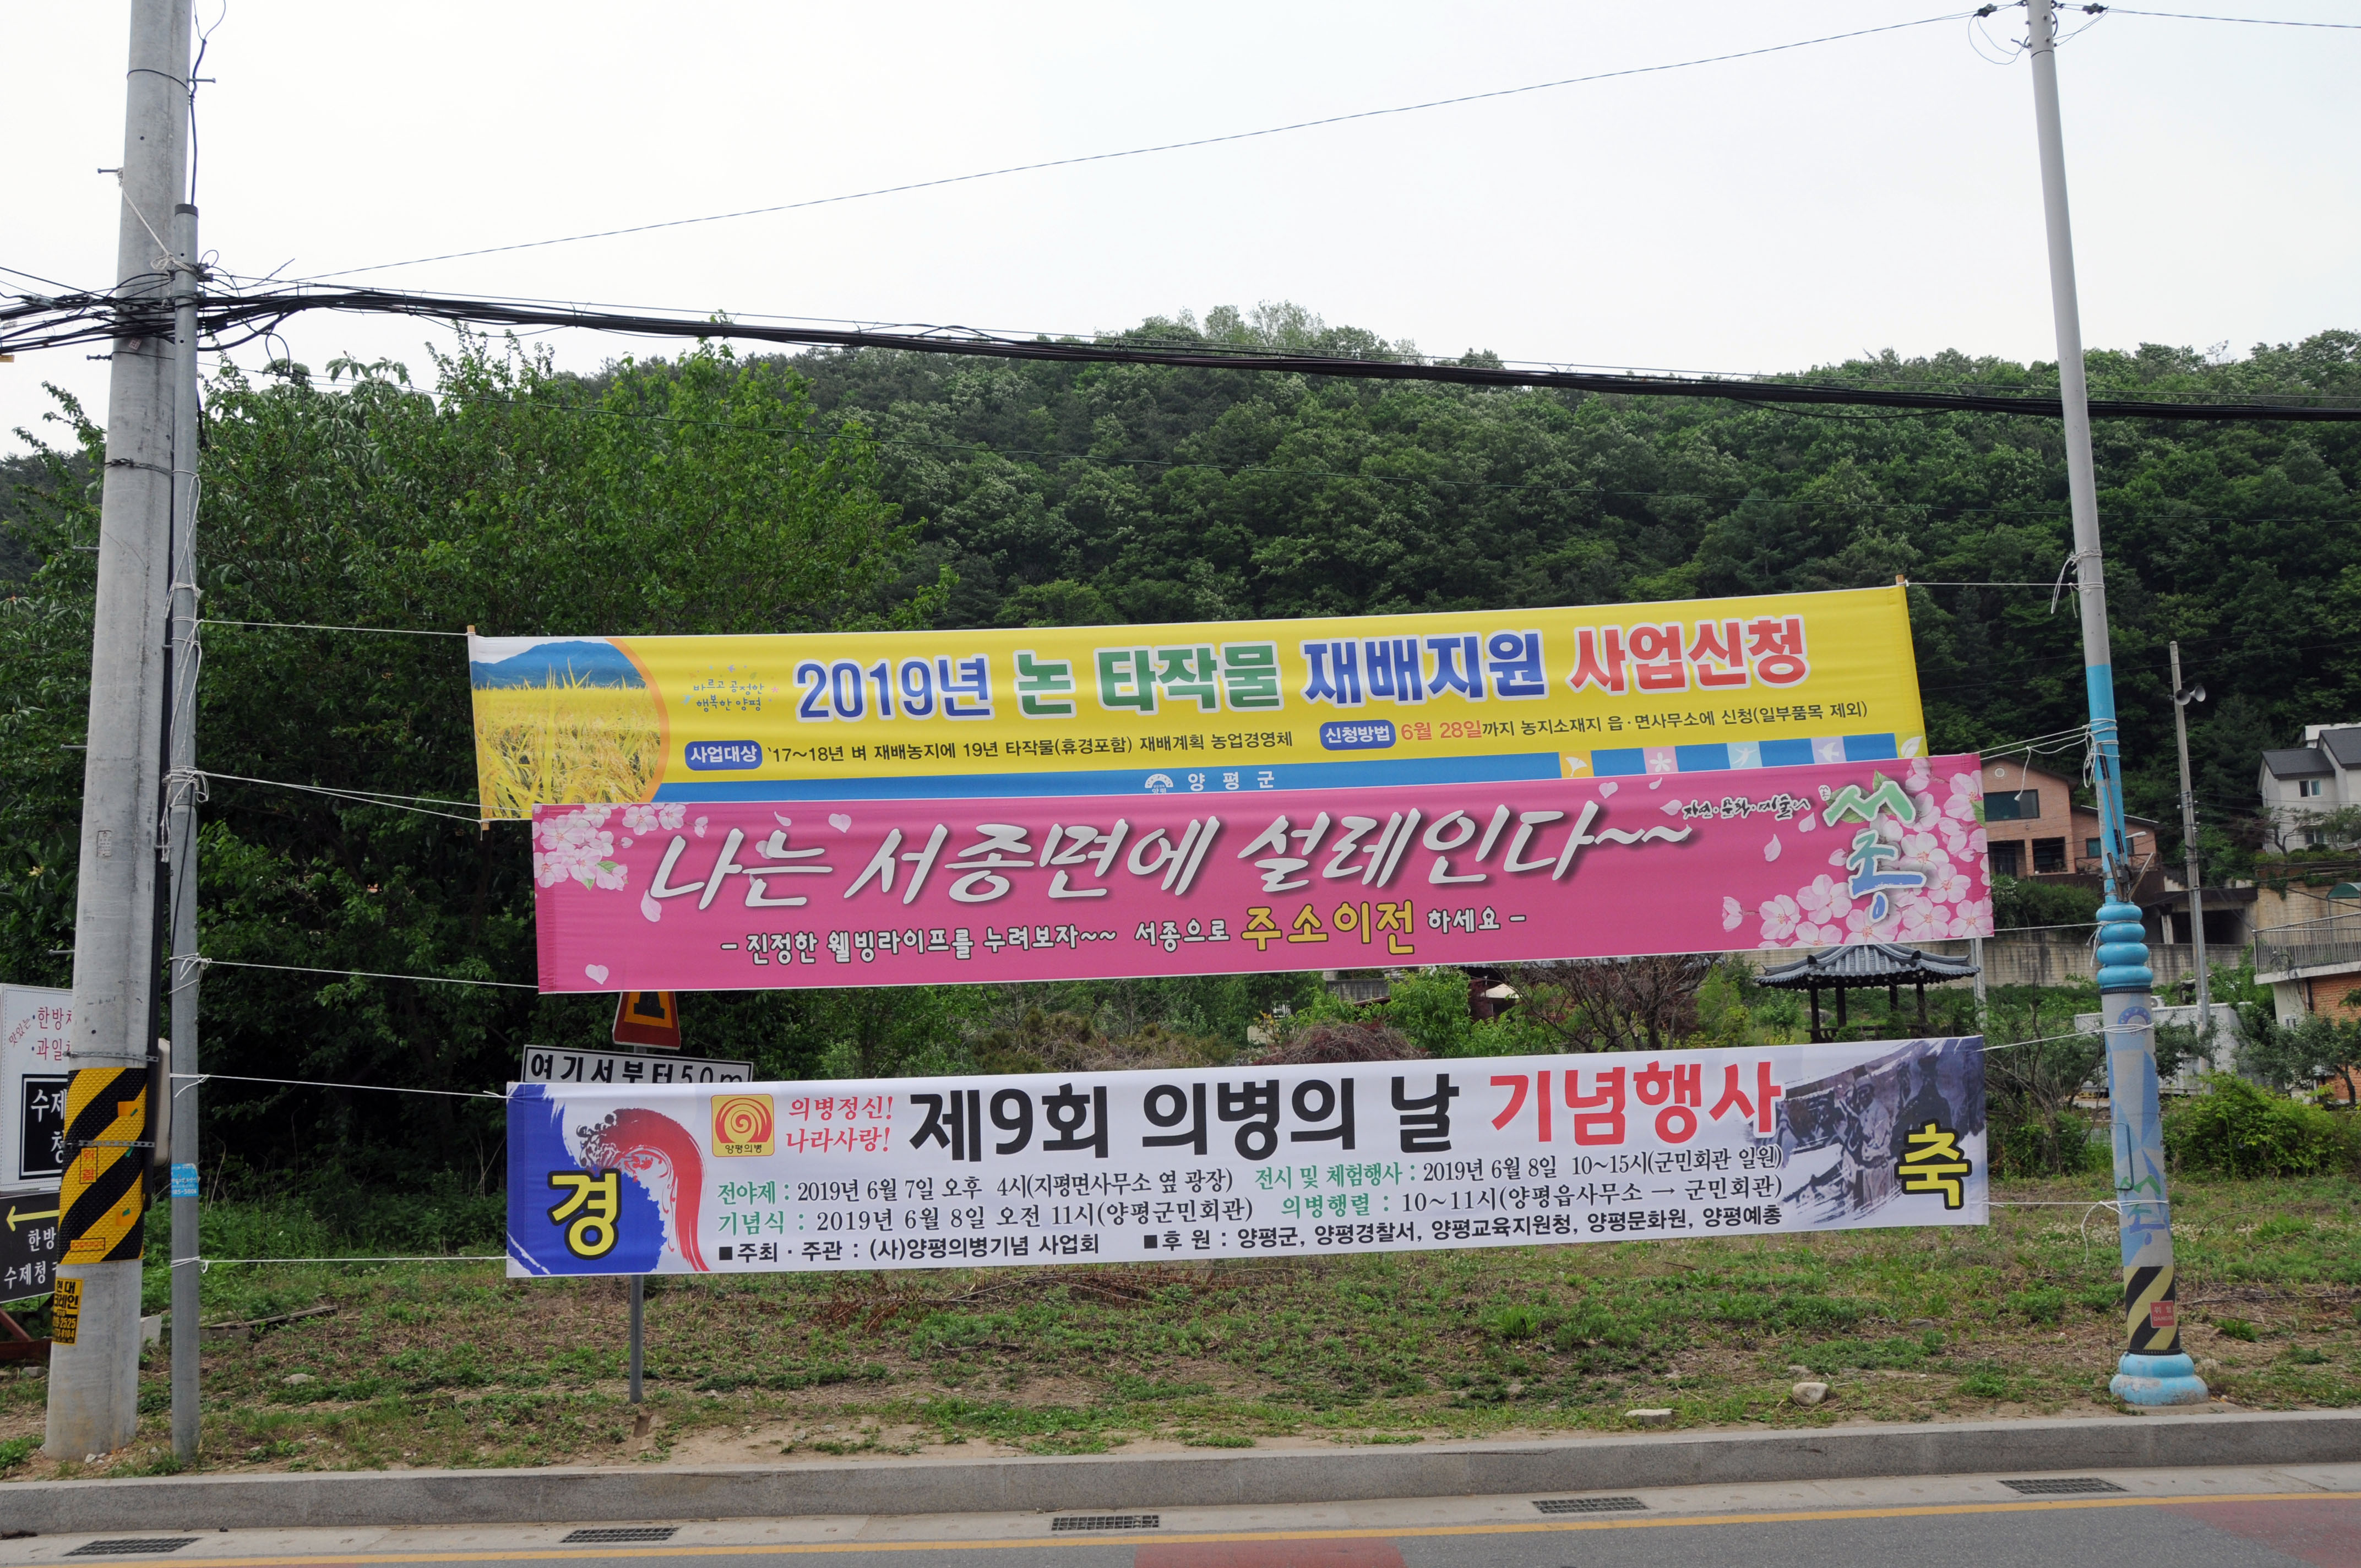 바르고 공정한
행복한 양평
2019년 논 타작물 재배지원 사업신청
사업대상 '17~18년 벼 재배농지에 19년 타작물(휴경포함) 재배계획 농업경영체 신청방법 6월 28일까지 농지소재지 읍·면사무소에 신청(일부품목 제외)
양평군
나는 서종면에 설레인다~~
자연·문화·예술의
서종
- 진정한 웰빙라이프를 누려보자~~ 서종으로 주소이전 하세요 -
여기서부터 50m
경
양평의병
의병정신!
나라사랑!
제9회 의병의 날 기념행사
전야제 : 2019년 6월 7일 오후 4시(지평면사무소 옆 광장) 전시 및 체험행사 : 2019년 6월 8일 10~15시(군민회관 일원)
기념식 : 2019년 6월 8일 오전 11시(양평군민회관) 의병행렬 : 10~11시(양평읍사무소 → 군민회관)
■주최·주관 : (사)양평의병기념 사업회 ■후원 : 양평군, 양평경찰서, 양평교육지원청, 양평문화원, 양평예총
축
맛있는
·한방차
·과일
수제
청
한방
수제청
위험
현대